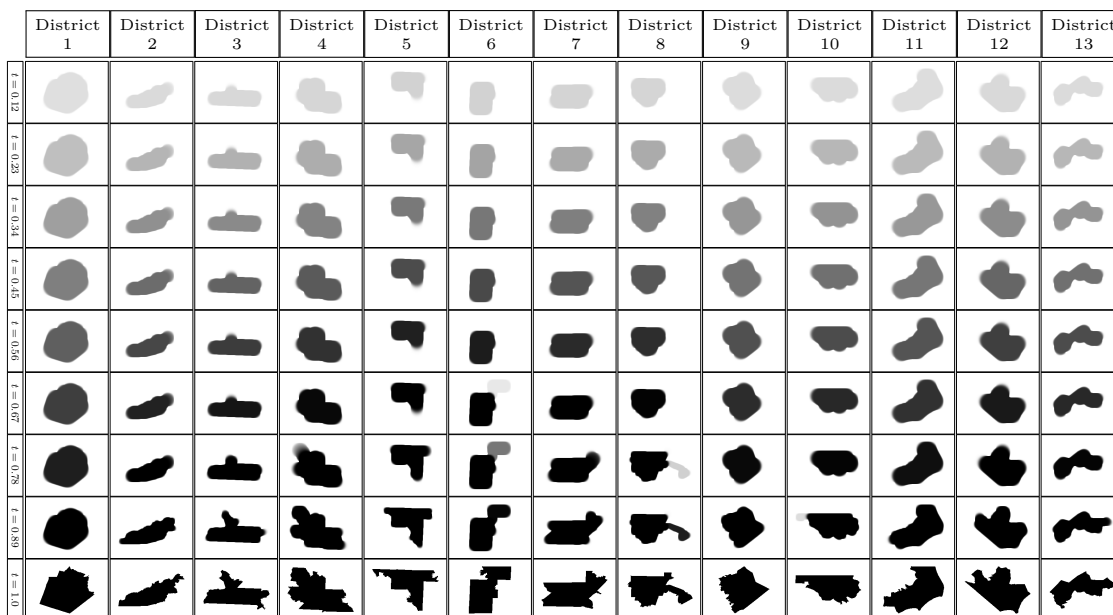 District 1
District 2
District 3
District 4
District 5
District 6
District 7
District 8
District 9
District 10
District 11
District 12
District 13
t = 0.12
t = 0.23
t = 0.34
t = 0.45
t = 0.56
t = 0.67
t = 0.78
t = 0.89
t = 1.0